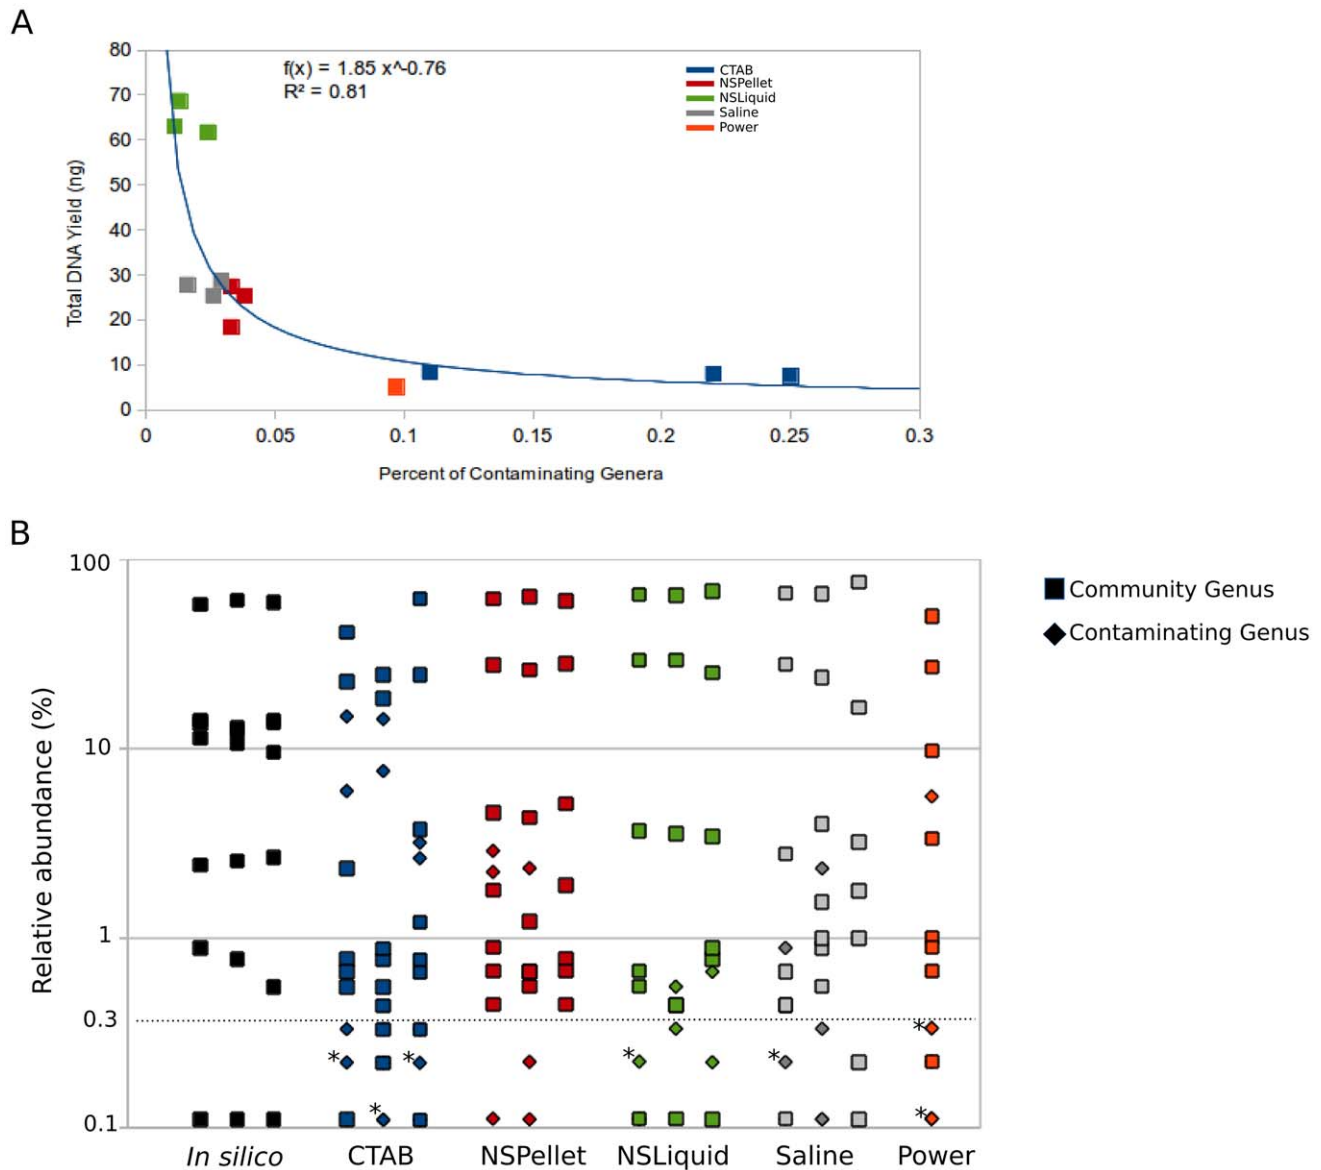 A
f(x) = 1.85 x^-0.76
R² = 0.81
CTAB
NSPellet
NSLiquid
Saline
Power
Total DNA Yield (ng)
80
70
60
50
40
30
20
10
0
0 0.05 0.1 0.15 0.2 0.25 0.3
Percent of Contaminating Genera
B
Relative abundance (%)
100
10
1
0.3
0.1
Community Genus
Contaminating Genus
* * * * * * *
In silico CTAB NSPellet NSLiquid Saline Power